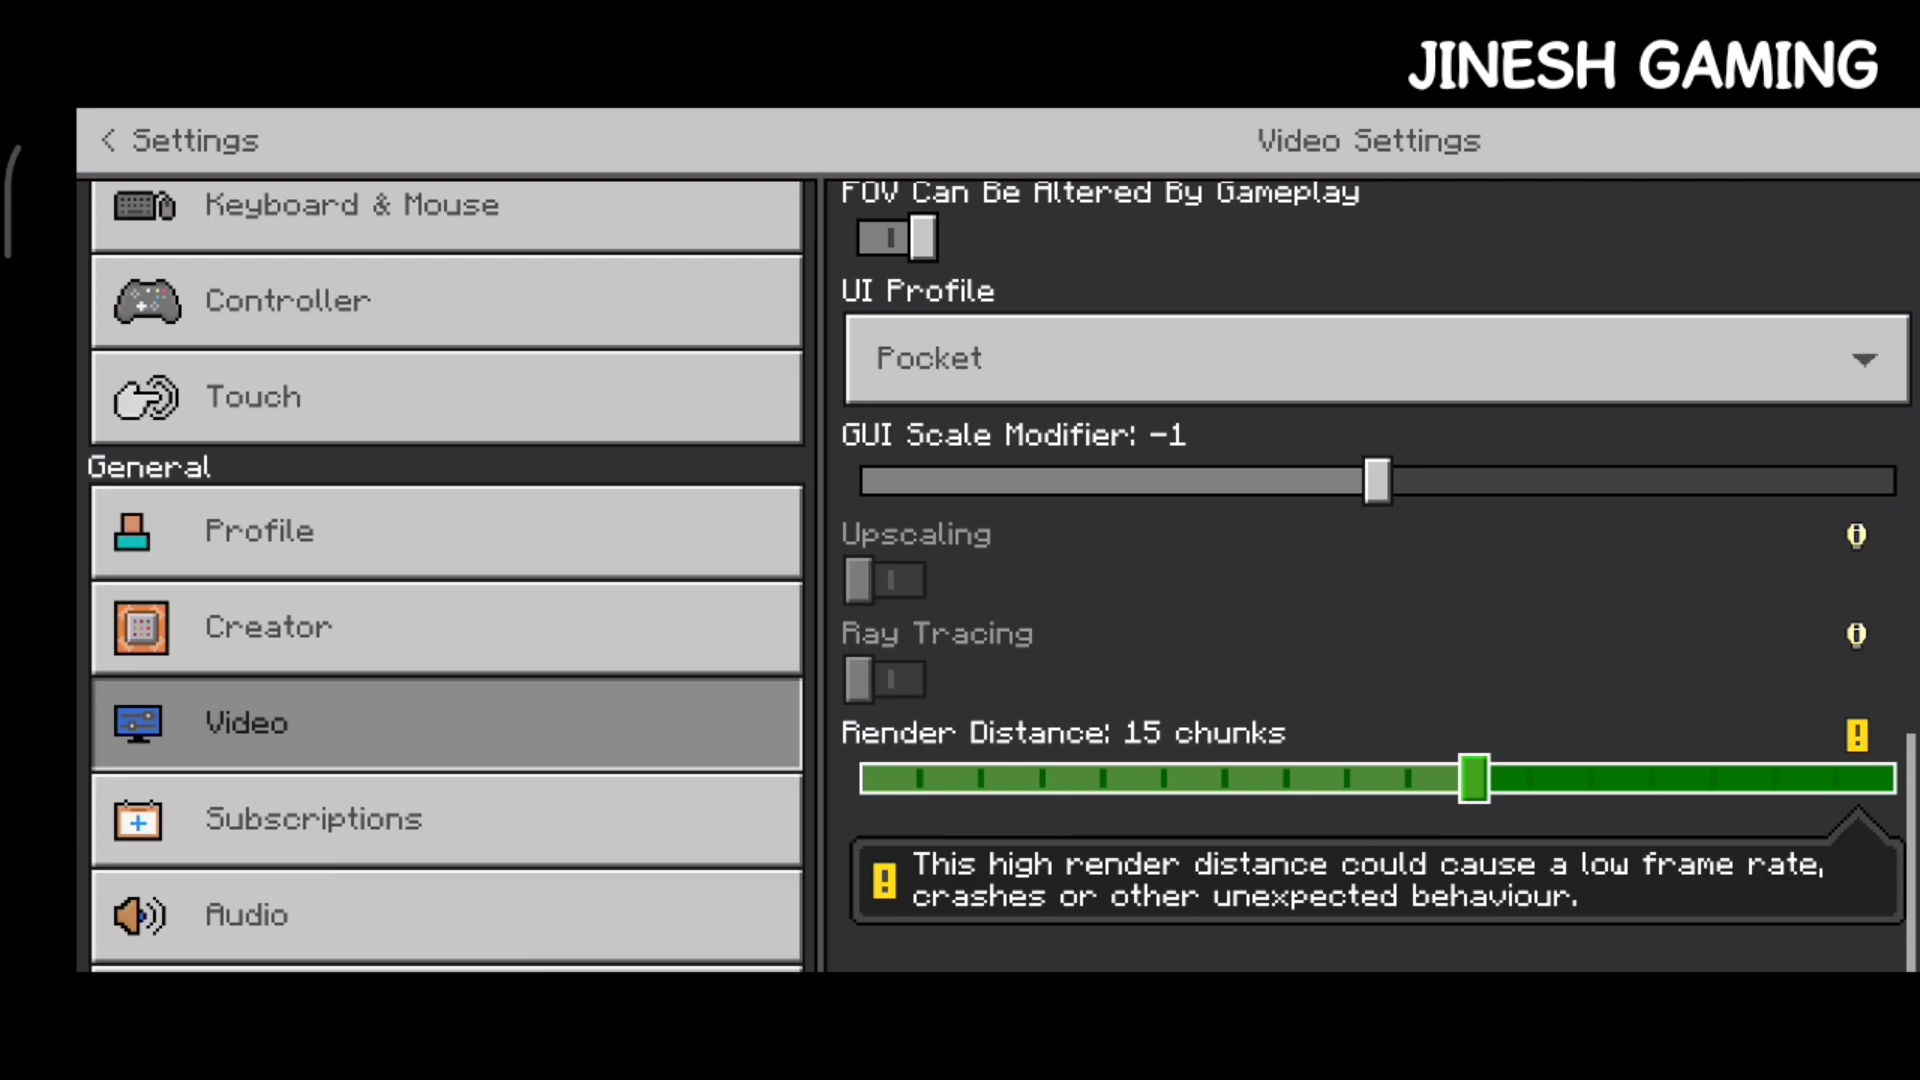 JINESH GAMING
Settings
Video Settings
Keyboard & Mouse
Controller
Touch
General
Profile
Creator
Video
Subscriptions
Audio
FOV Can Be Altered By Gameplay
UI Profile
Pocket
GUI Scale Modifier: -1
Upscaling
Ray Tracing
Render Distance: 15 chunks
This high render distance could cause a low frame rate,
crashes or other unexpected behaviour.